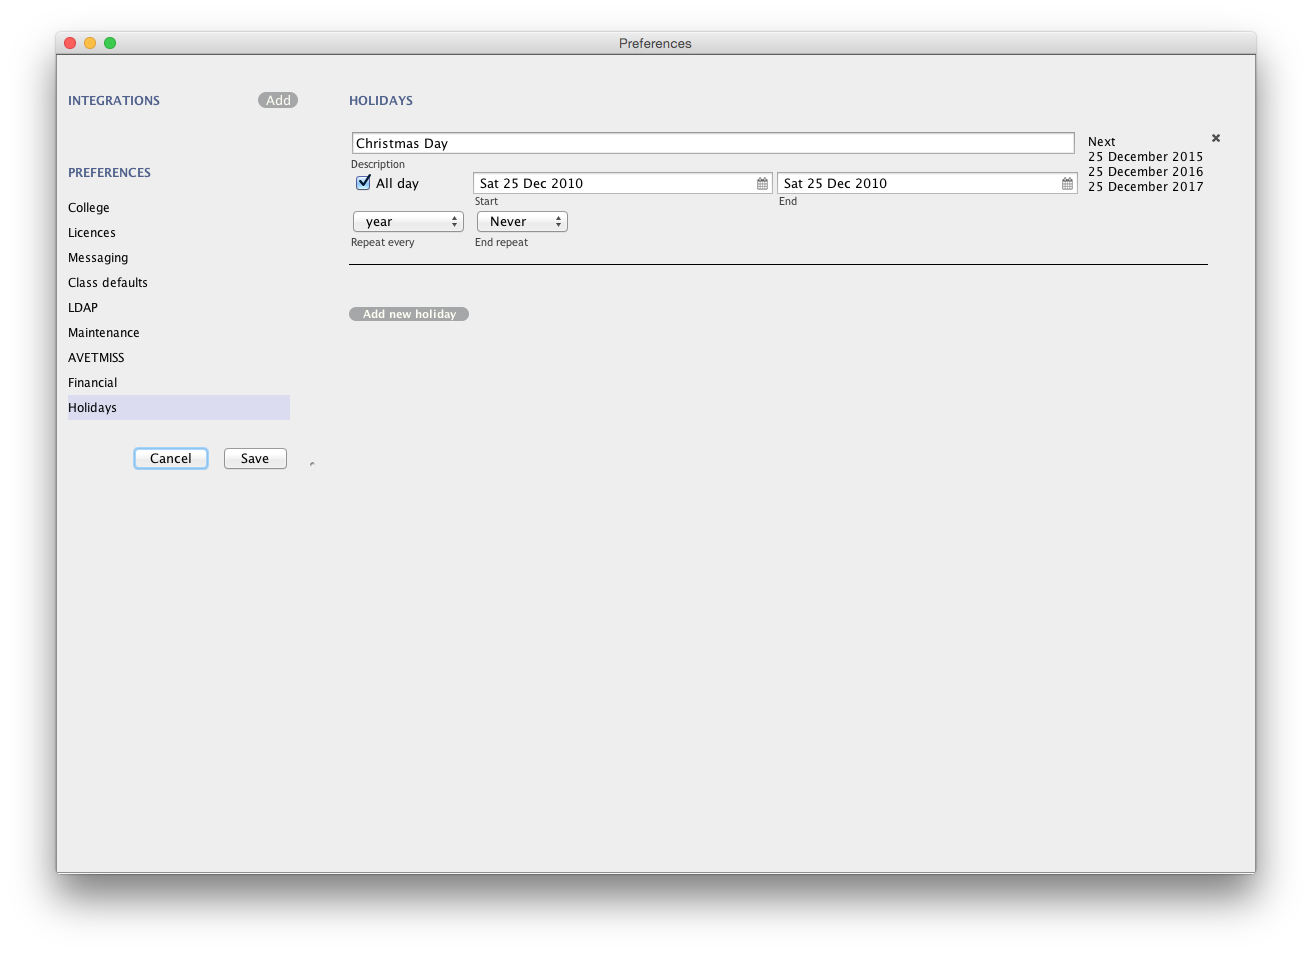 Preferences
INTEGRATIONS
Add
PREFERENCES
College
Licences
Messaging
Class defaults
LDAP
Maintenance
AVETMISS
Financial
Holidays
Cancel
Save
HOLIDAYS
Christmas Day
Description
All day
Sat 25 Dec 2010
Start
Sat 25 Dec 2010
End
year
Repeat every
Never
End repeat
Next
25 December 2015
25 December 2016
25 December 2017
Add new holiday